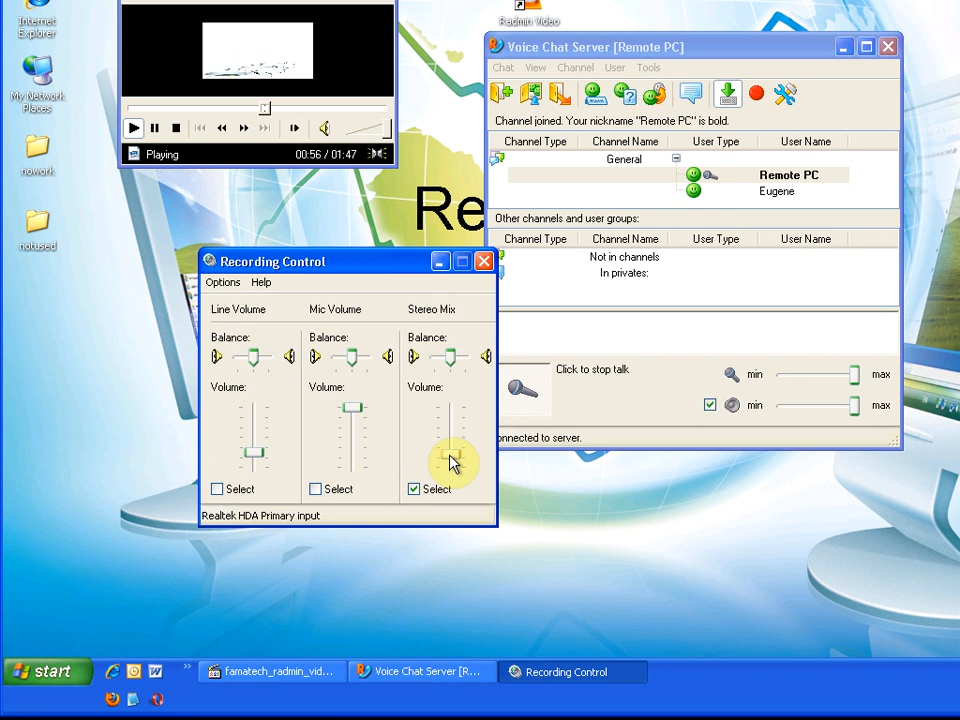 Internet
Explorer
My Network
Places
nowork
notused
Radmin Video
Playing
00:56 / 01:47
Re
Voice Chat Server [Remote PC]
Chat View Channel User Tools
Channel joined. Your nickname "Remote PC" is bold.
Channel Type Channel Name User Type User Name
General
Remote PC
Eugene
Other channels and user groups:
Channel Type Channel Name User Type User Name
Not in channels
In privates:
Click to stop talk
min max
min max
onnected to server.
Recording Control
Options Help
Line Volume Mic Volume Stereo Mix
Balance: Balance: Balance:
Volume: Volume: Volume:
Select Select Select
Realtek HDA Primary input
start
famatech_radmin_vid... Voice Chat Server [R... Recording Control